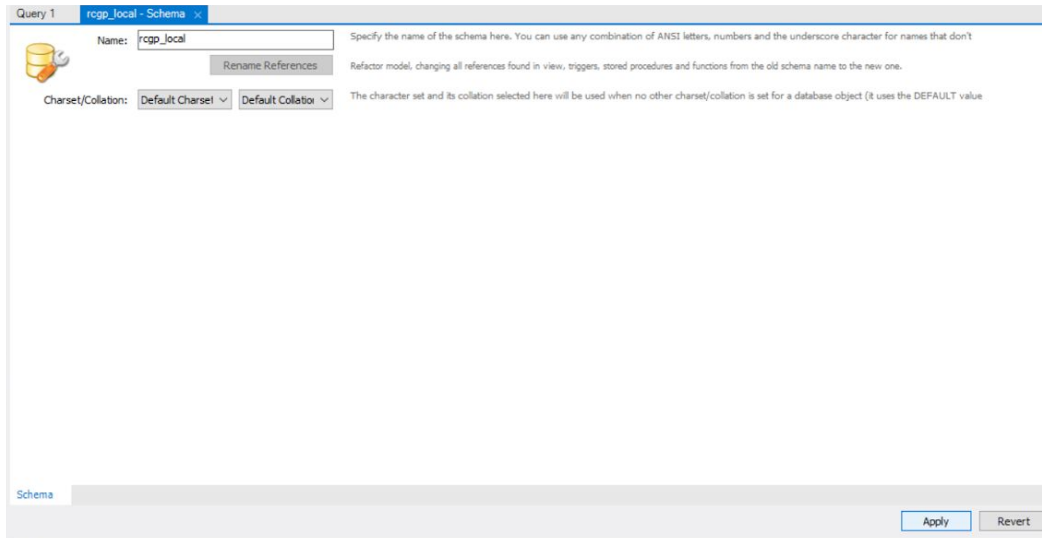 Query 1 rcgp_local - Schema ×
Name: rcgp_local Specify the name of the schema here. You can use any combination of ANSI letters, numbers and the underscore character for names that don't
Rename References Refactor model, changing all references found in view, triggers, stored procedures and functions from the old schema name to the new one.
Charset/Collation: Default Charset Default Collation The character set and its collation selected here will be used when no other charset/collation is set for a database object (it uses the DEFAULT value
Schema
Apply Revert